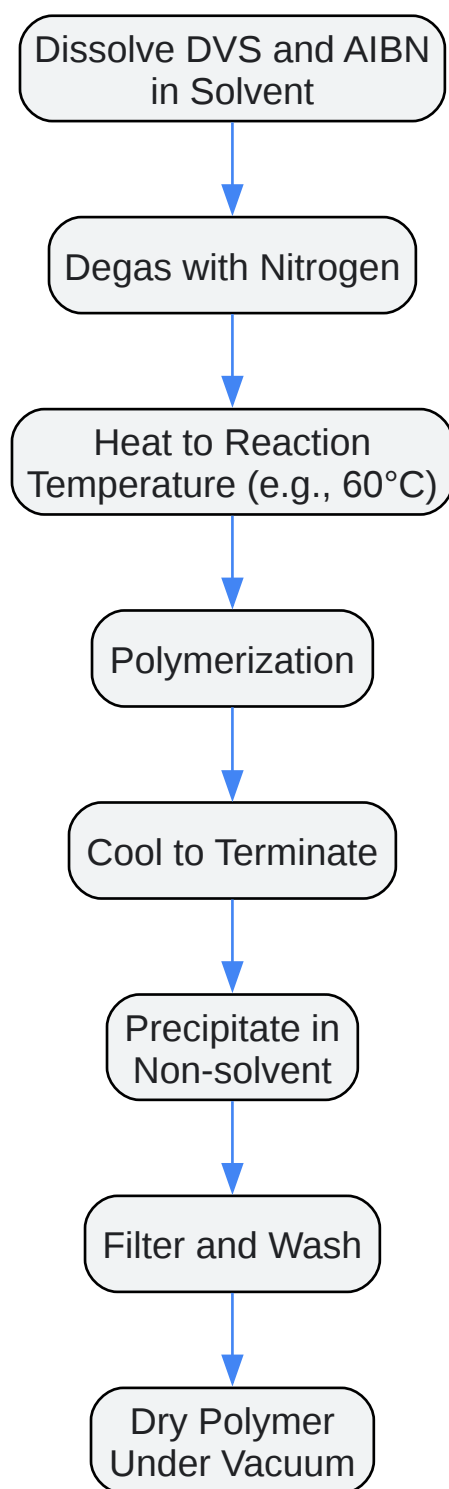 Dissolve DVS and AIBN
in Solvent
Degas with Nitrogen
Heat to Reaction
Temperature (e.g., 60°C)
Polymerization
Cool to Terminate
Precipitate in
Non-solvent
Filter and Wash
Dry Polymer
Under Vacuum